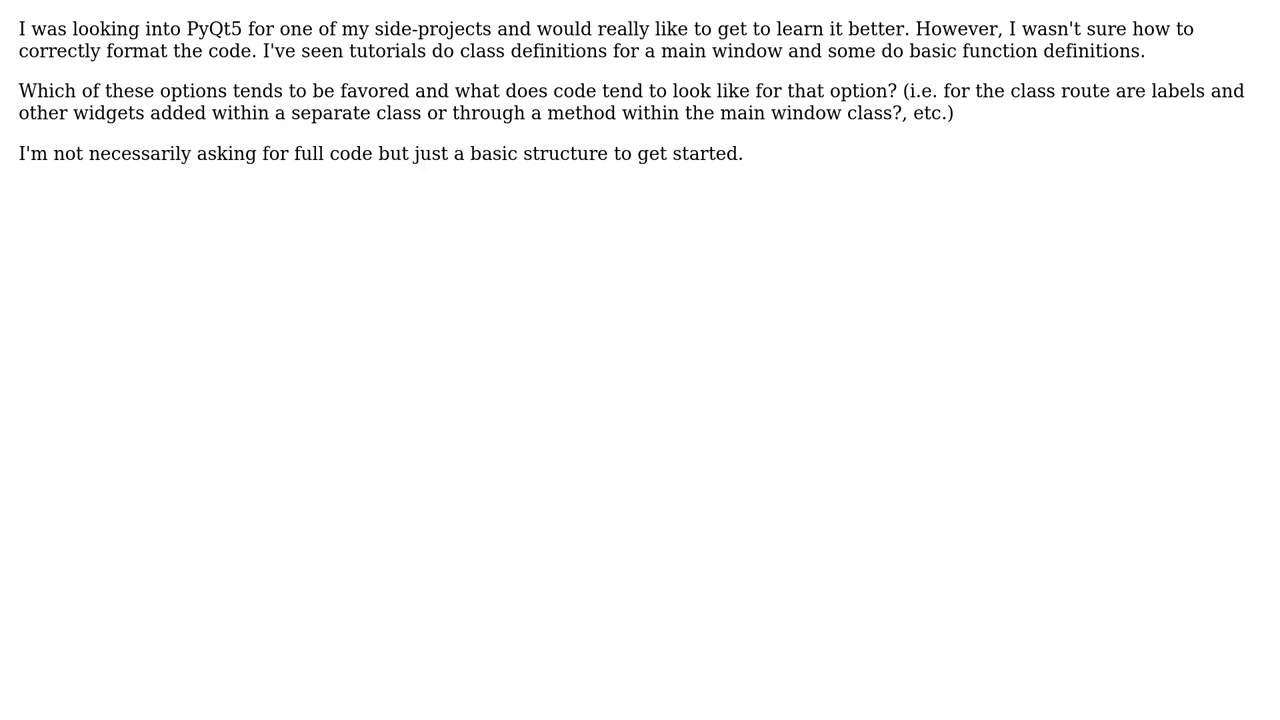 I was looking into PyQt5 for one of my side-projects and would really like to get to learn it better. However, I wasn't sure how to
correctly format the code. I've seen tutorials do class definitions for a main window and some do basic function definitions.
Which of these options tends to be favored and what does code tend to look like for that option? (i.e. for the class route are labels and
other widgets added within a separate class or through a method within the main window class?, etc.)
I'm not necessarily asking for full code but just a basic structure to get started.